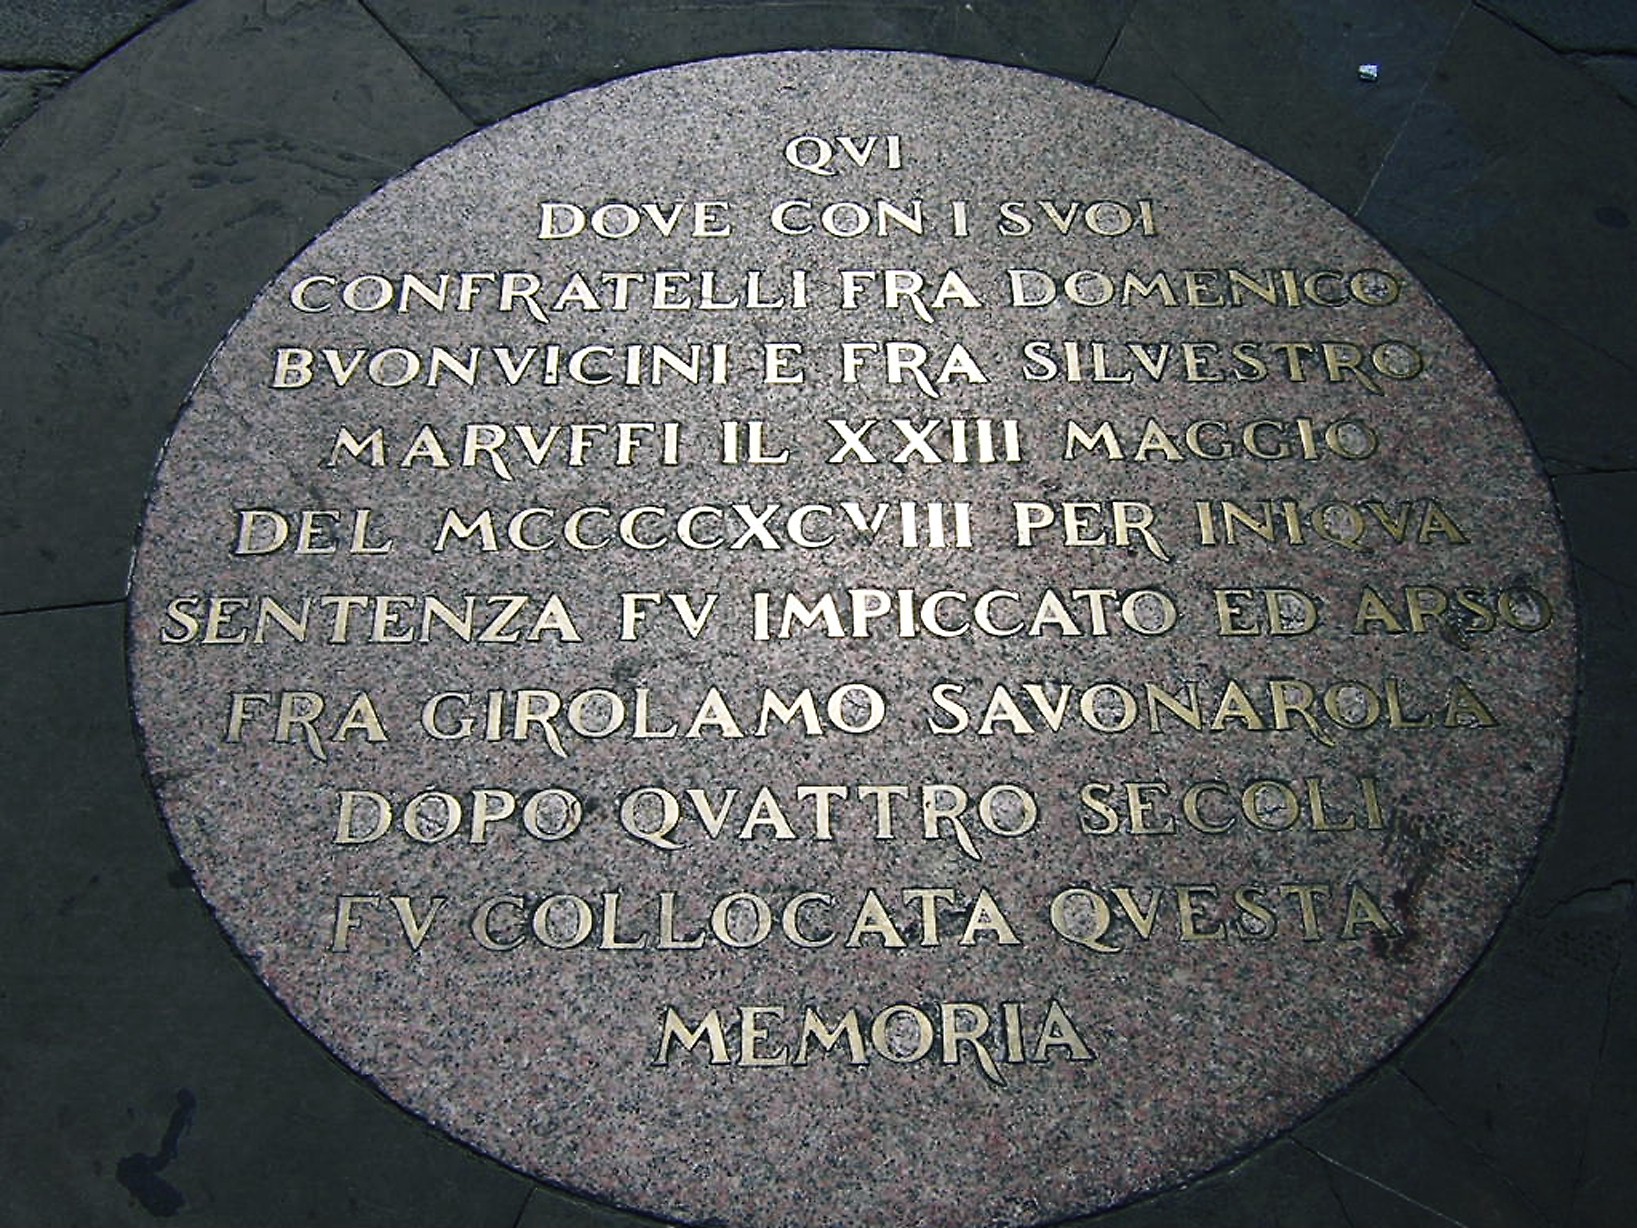 QVI
DOVE CON I SVOI
CONFRATELLI FRA DOMENICO
BVONVICINI E FRA SILVESTRO
MARVFFI IL XXIII MAGGIO
DEL MCCCCXCVIII PER INIQVA
SENTENZA FV IMPICCATO ED ARSO
FRA GIROLAMO SAVONAROLA
DOPO QVATTRO SECOLI
FV COLLOCATA QVESTA
MEMORIA